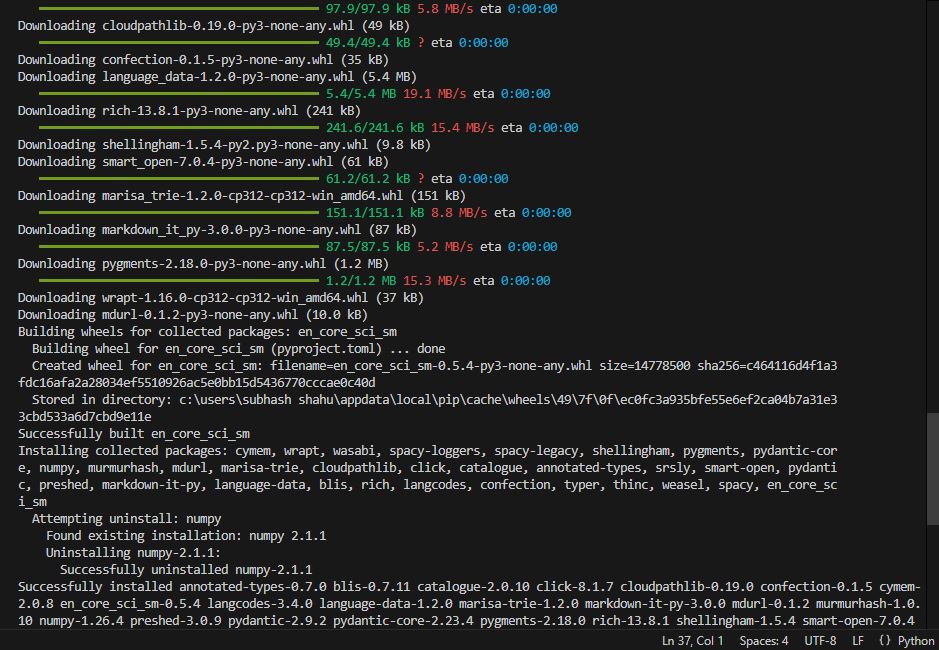 97.9/97.9 kB 5.8 MB/s eta 0:00:00
Downloading cloudpathlib-0.19.0-py3-none-any.whl (49 kB)
49.4/49.4 kB ? eta 0:00:00
Downloading confection-0.1.5-py3-none-any.whl (35 kB)
Downloading language_data-1.2.0-py3-none-any.whl (5.4 MB)
5.4/5.4 MB 19.1 MB/s eta 0:00:00
Downloading rich-13.8.1-py3-none-any.whl (241 kB)
241.6/241.6 kB 15.4 MB/s eta 0:00:00
Downloading shellingham-1.5.4-py2.py3-none-any.whl (9.8 kB)
Downloading smart_open-7.0.4-py3-none-any.whl (61 kB)
61.2/61.2 kB ? eta 0:00:00
Downloading marisa_trie-1.2.0-cp312-cp312-win_amd64.whl (151 kB)
151.1/151.1 kB 8.8 MB/s eta 0:00:00
Downloading markdown_it_py-3.0.0-py3-none-any.whl (87 kB)
87.5/87.5 kB 5.2 MB/s eta 0:00:00
Downloading pygments-2.18.0-py3-none-any.whl (1.2 MB)
1.2/1.2 MB 15.3 MB/s eta 0:00:00
Downloading wrapt-1.16.0-cp312-cp312-win_amd64.whl (37 kB)
Downloading mdurl-0.1.2-py3-none-any.whl (10.0 kB)
Building wheels for collected packages: en_core_sci_sm
Building wheel for en_core_sci_sm (pyproject.toml) ... done
Created wheel for en_core_sci_sm: filename=en_core_sci_sm-0.5.4-py3-none-any.whl size=14778500 sha256=c464116d4f1a3
fdc16afa2a28034ef5510926ac5e0bb15d5436770cccae0c40d
Stored in directory: c:\users\subhash shahu\appdata\local\pip\cache\wheels\49\7f\0f\ec0fc3a935bfe55e6ef2ca04b7a31e3
3cbd533a6d7cbd9e11e
Successfully built en_core_sci_sm
Installing collected packages: cymem, wrapt, wasabi, spacy-loggers, spacy-legacy, shellingham, pygments, pydantic-cor
e, numpy, murmurhash, mdurl, marisa-trie, cloudpathlib, click, catalogue, annotated-types, srsly, smart-open, pydanti
c, preshed, markdown-it-py, language-data, blis, rich, langcodes, confection, typer, thinc, weasel, spacy, en_core_sc
i_sm
Attempting uninstall: numpy
Found existing installation: numpy 2.1.1
Uninstalling numpy-2.1.1:
Successfully uninstalled numpy-2.1.1
Successfully installed annotated-types-0.7.0 blis-0.7.11 catalogue-2.0.10 click-8.1.7 cloudpathlib-0.19.0 confection-0.1.5 cymem-
2.0.8 en_core_sci_sm-0.5.4 langcodes-3.4.0 language-data-1.2.0 marisa-trie-1.2.0 markdown-it-py-3.0.0 mdurl-0.1.2 murmurhash-1.0.
10 numpy-1.26.4 preshed-3.0.9 pydantic-2.9.2 pydantic-core-2.23.4 pygments-2.18.0 rich-13.8.1 shellingham-1.5.4 smart-open-7.0.4
Ln 37, Col 1 Spaces: 4 UTF-8 LF {} Python